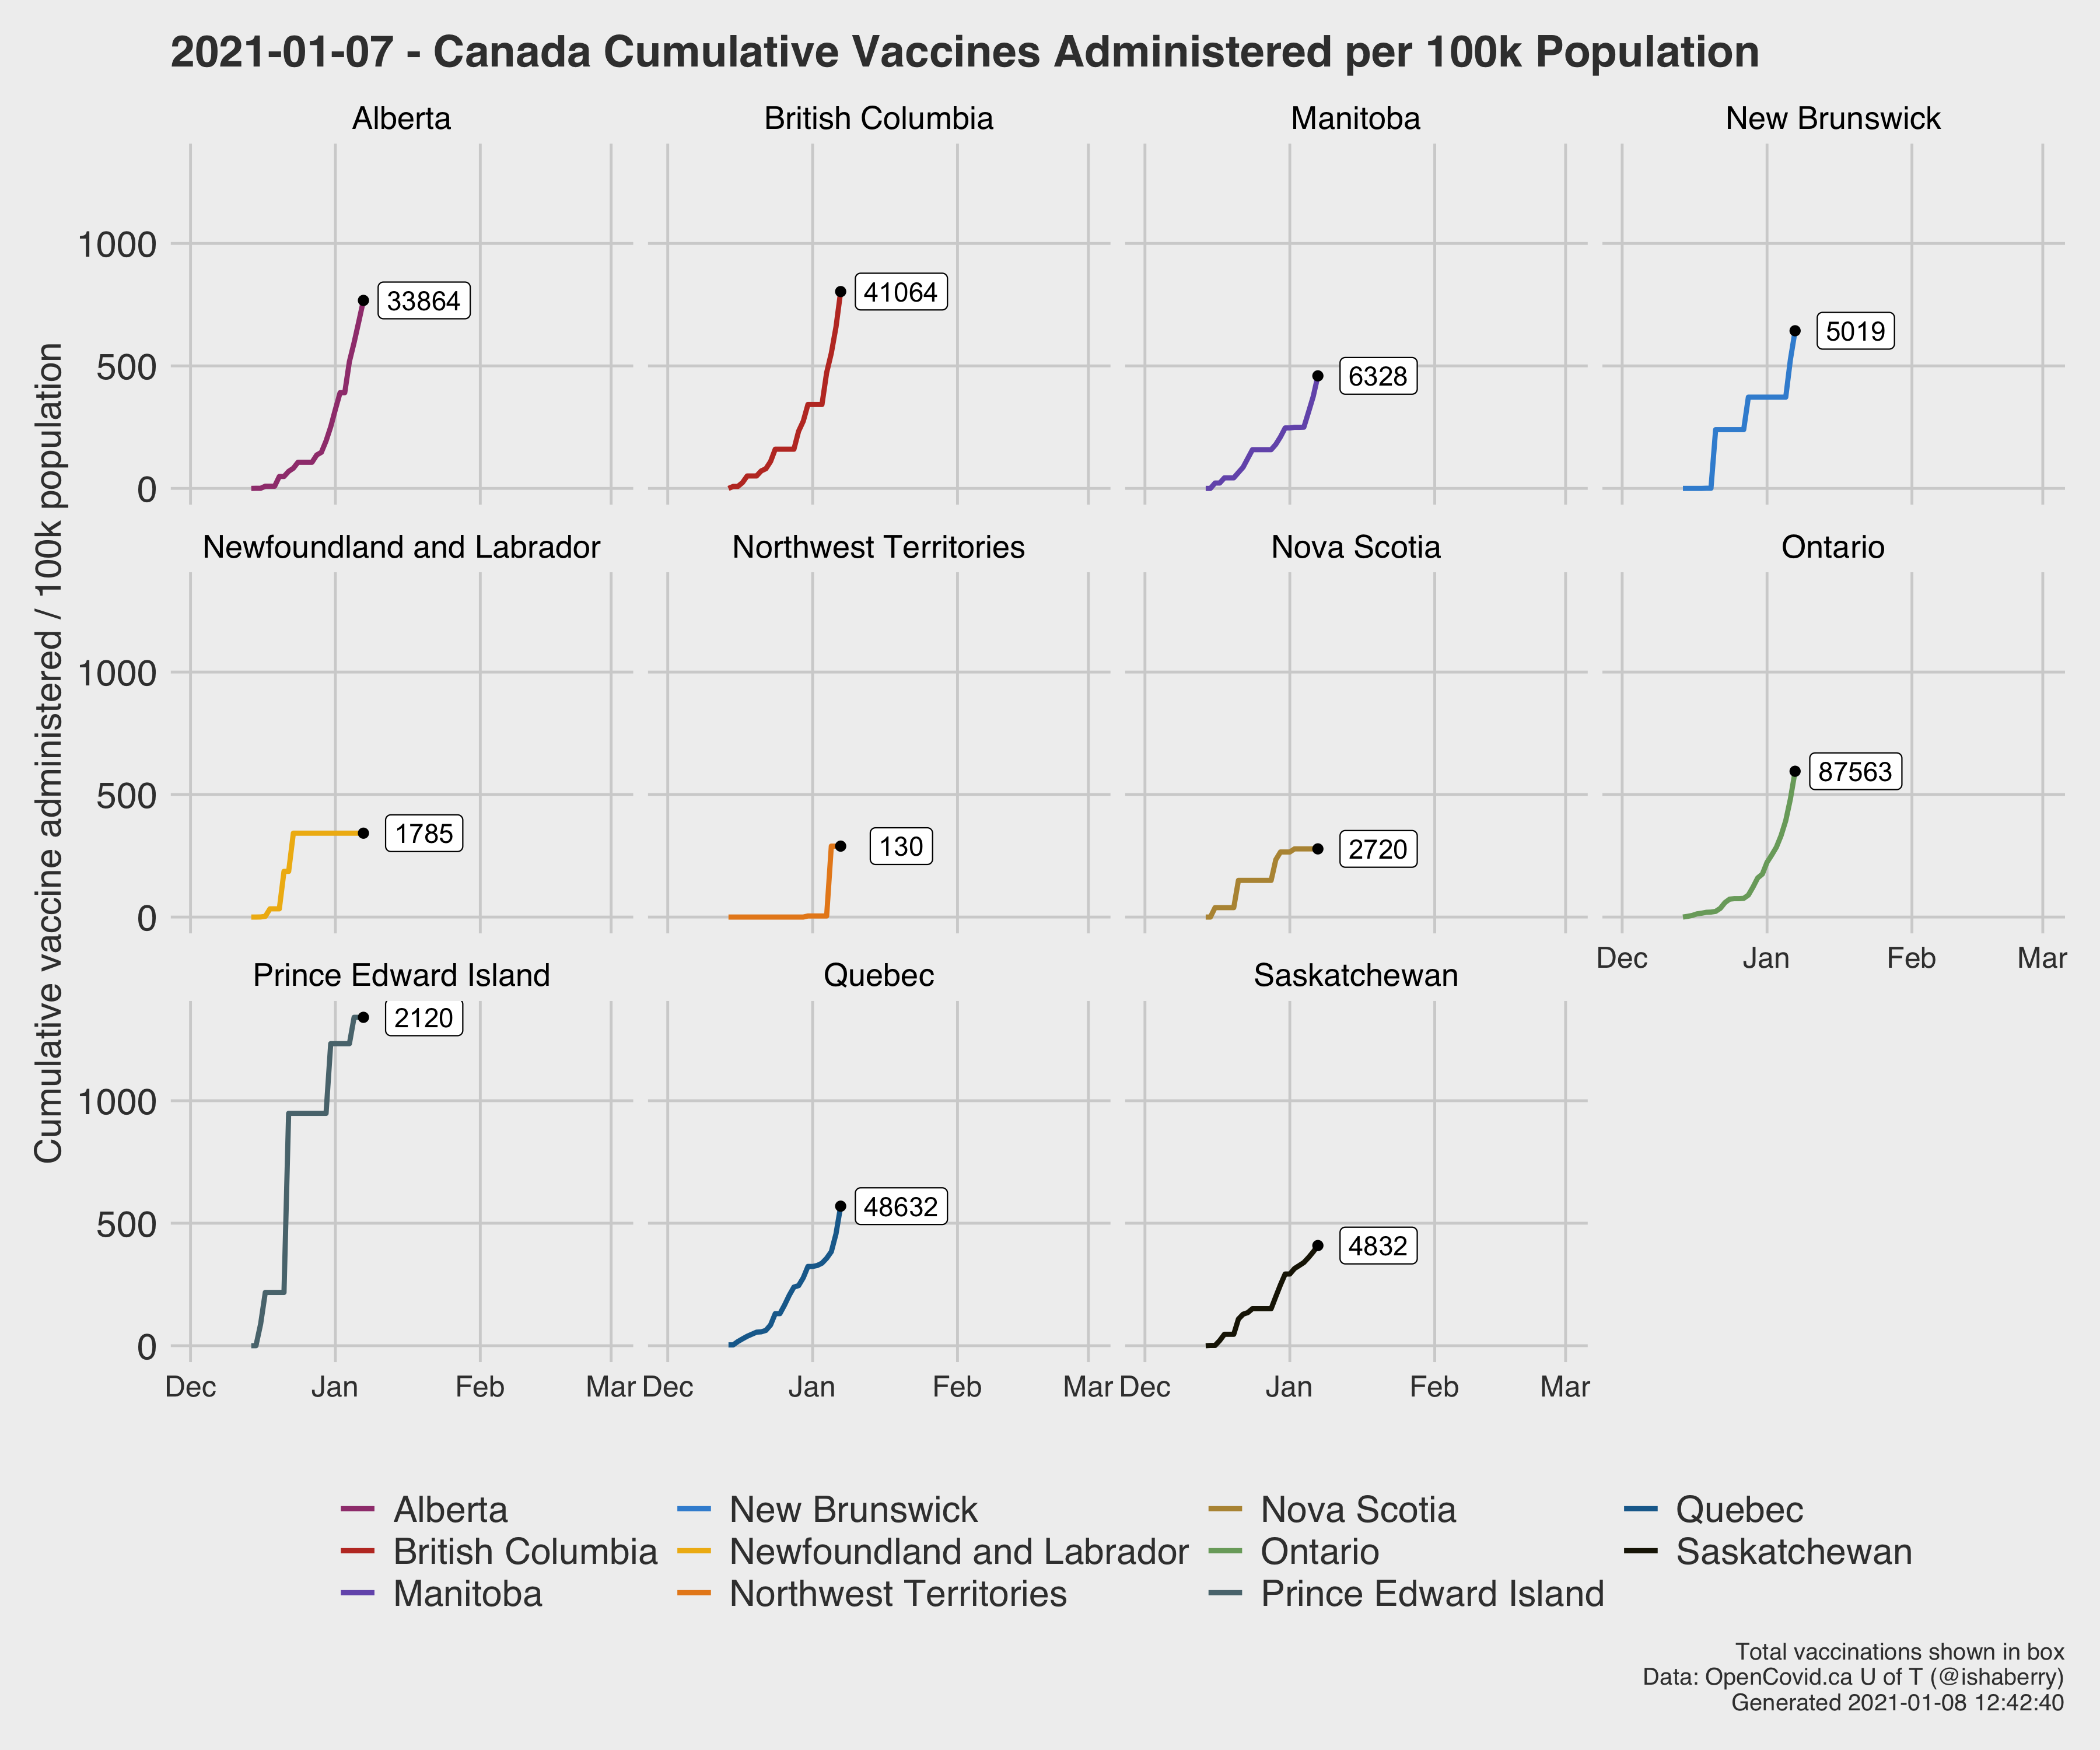 2021-01-07 - Canada Cumulative Vaccines Administered per 100k Population
Cumulative vaccine administered / 100k population
Alberta
British Columbia
Manitoba
New Brunswick
1000
500
0
33864
41064
6328
5019
Newfoundland and Labrador
Northwest Territories
Nova Scotia
Ontario
1000
500
0
1785
130
2720
87563
Dec Jan Feb Mar
Prince Edward Island
Quebec
Saskatchewan
1000
500
0
2120
48632
4832
Dec Jan Feb Mar
Dec Jan Feb Mar
Dec Jan Feb Mar
Alberta
British Columbia
Manitoba
New Brunswick
Newfoundland and Labrador
Northwest Territories
Nova Scotia
Ontario
Prince Edward Island
Quebec
Saskatchewan
Total vaccinations shown in box
Data: OpenCovid.ca U of T (@ishaberry)
Generated 2021-01-08 12:42:40